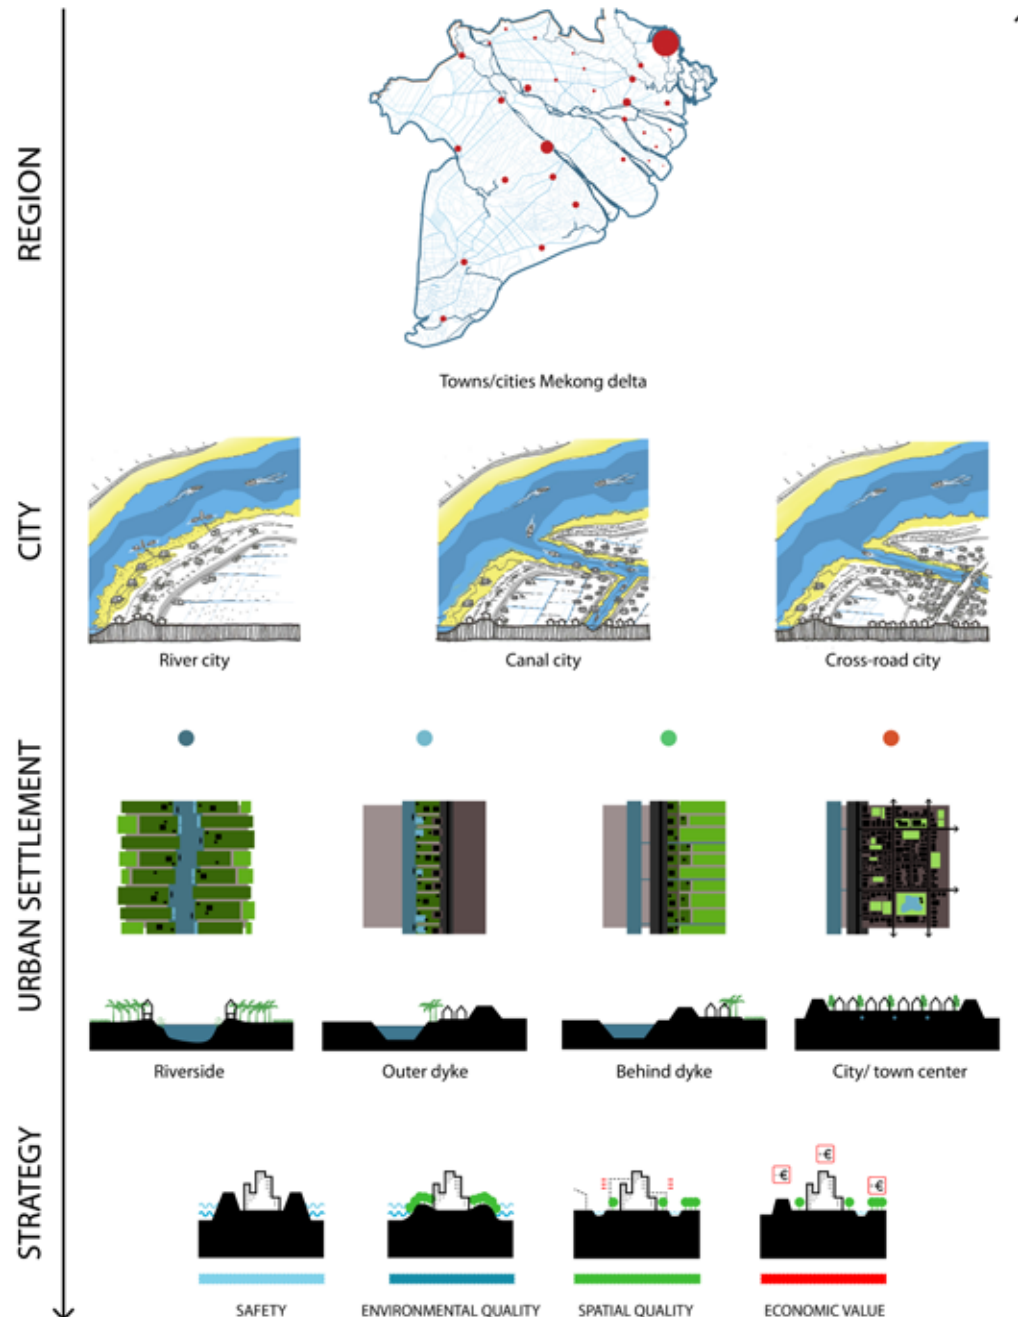 REGION
Towns/cities Mekong delta
CITY
River city
Canal city
Cross-road city
URBAN SETTLEMENT
Riverside
Outer dyke
Behind dyke
City/ town center
STRATEGY
-€
-€
-€
SAFETY
ENVIRONMENTAL QUALITY
SPATIAL QUALITY
ECONOMIC VALUE